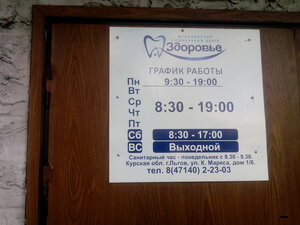 Здоровье
ГРАФИК РАБОТЫ
Пн 9:30 - 19:00
Вт
Ср
8:30 - 19:00
Чт
Пт
Сб 8:30 - 17:00
ВС Выходной
Санитарный час - понедельник с 8.30 - 9.30.
Курская обл. г.Льгов, ул. К. Маркса, дом 1/6.
тел. 8(47140) 2-23-03